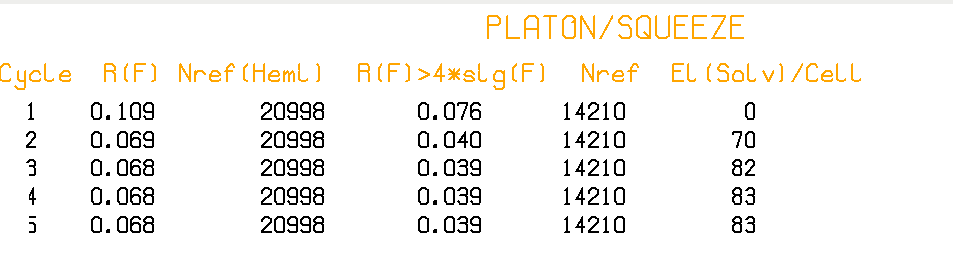 PLATON/SQUEEZE
Cycle R(F) Nref(Hemi) R(F)>4*sig(F) Nref El(Solv)/Cell
1 0.109 20998 0.076 14210 0
2 0.069 20998 0.040 14210 70
3 0.068 20998 0.039 14210 82
4 0.068 20998 0.039 14210 83
5 0.068 20998 0.039 14210 83